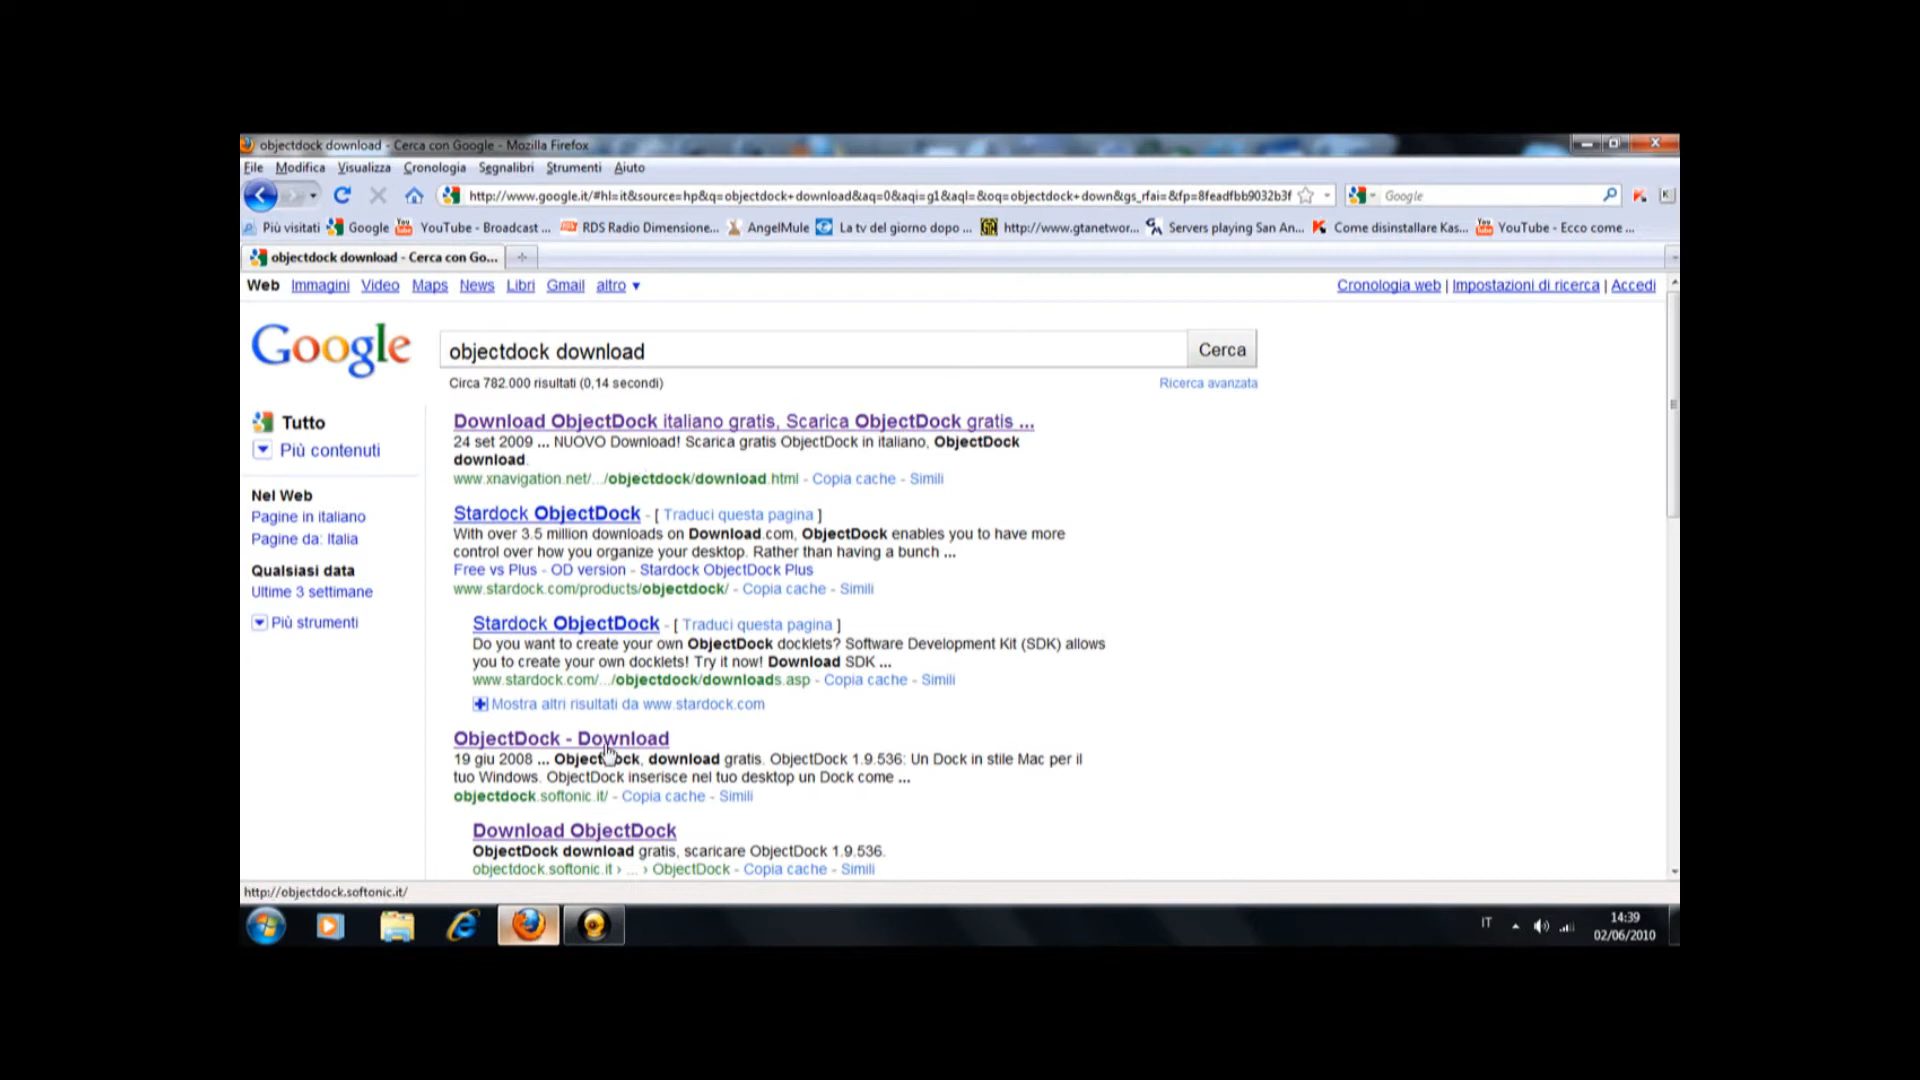 objectdock download - Cerca con Google - Mozilla Firefox
File Modifica Visualizza Cronologia Segnalibri Strumenti Aiuto
http://www.google.it/#hl=it&source=hp&q=objectdock+download&aq=0&aqi=g1&aql=&oq=objectdock+down&gs_rfai=&fp=8feadfbb9032b3f Google
Più visitati Google YouTube - Broadcast ... RDS Radio Dimensione... AngelMule La tv del giorno dopo ... http://www.gtanetwor... Servers playing San An... Come disinstallare Kas... YouTube - Ecco come ...
objectdock download - Cerca con Go...
Web Immagini Video Maps News Libri Gmail altro ▼ Cronologia web | Impostazioni di ricerca | Accedi
Google objectdock download Cerca
Circa 782.000 risultati (0,14 secondi) Ricerca avanzata
Tutto
Più contenuti
Nel Web
Pagine in italiano
Pagine da: Italia
Qualsiasi data
Ultime 3 settimane
Più strumenti
Download ObjectDock italiano gratis, Scarica ObjectDock gratis ...
24 set 2009 ... NUOVO Download! Scarica gratis ObjectDock in italiano, ObjectDock
download.
www.xnavigation.net/.../objectdock/download.html - Copia cache - Simili
Stardock ObjectDock - [ Traduci questa pagina ]
With over 3.5 million downloads on Download.com, ObjectDock enables you to have more
control over how you organize your desktop. Rather than having a bunch ...
Free vs Plus - OD version - Stardock ObjectDock Plus
www.stardock.com/products/objectdock/ - Copia cache - Simili
Stardock ObjectDock - [ Traduci questa pagina ]
Do you want to create your own ObjectDock docklets? Software Development Kit (SDK) allows
you to create your own docklets! Try it now! Download SDK ...
www.stardock.com/.../objectdock/downloads.asp - Copia cache - Simili
Mostra altri risultati da www.stardock.com
ObjectDock - Download
19 giu 2008 ... ObjectDock, download gratis. ObjectDock 1.9.536: Un Dock in stile Mac per il
tuo Windows. ObjectDock inserisce nel tuo desktop un Dock come ...
objectdock.softonic.it/ - Copia cache - Simili
Download ObjectDock
ObjectDock download gratis, scaricare ObjectDock 1.9.536.
objectdock.softonic.it › ... › ObjectDock - Copia cache - Simili
http://objectdock.softonic.it/
IT 14:39
02/06/2010